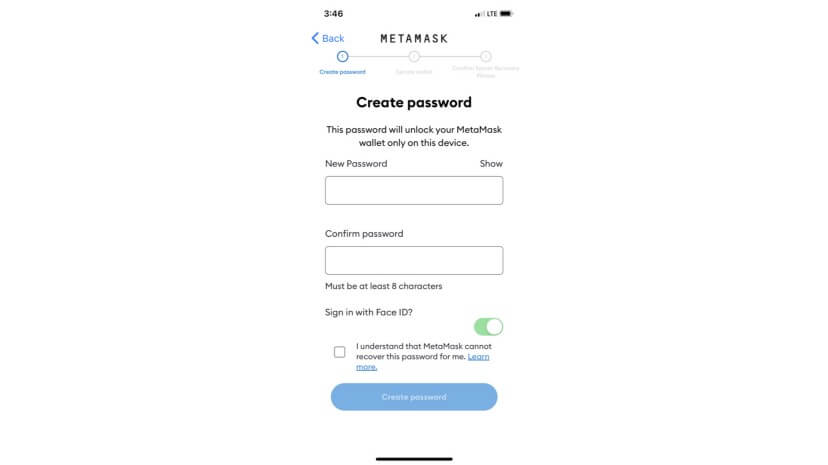 3:46 LTE
Back METAMASK
1 2 3
Create password Secure wallet Confirm Secret Recovery
Phrase
Create password
This password will unlock your MetaMask
wallet only on this device.
New Password Show
Confirm password
Must be at least 8 characters
Sign in with Face ID?
I understand that MetaMask cannot
recover this password for me. Learn
more.
Create password